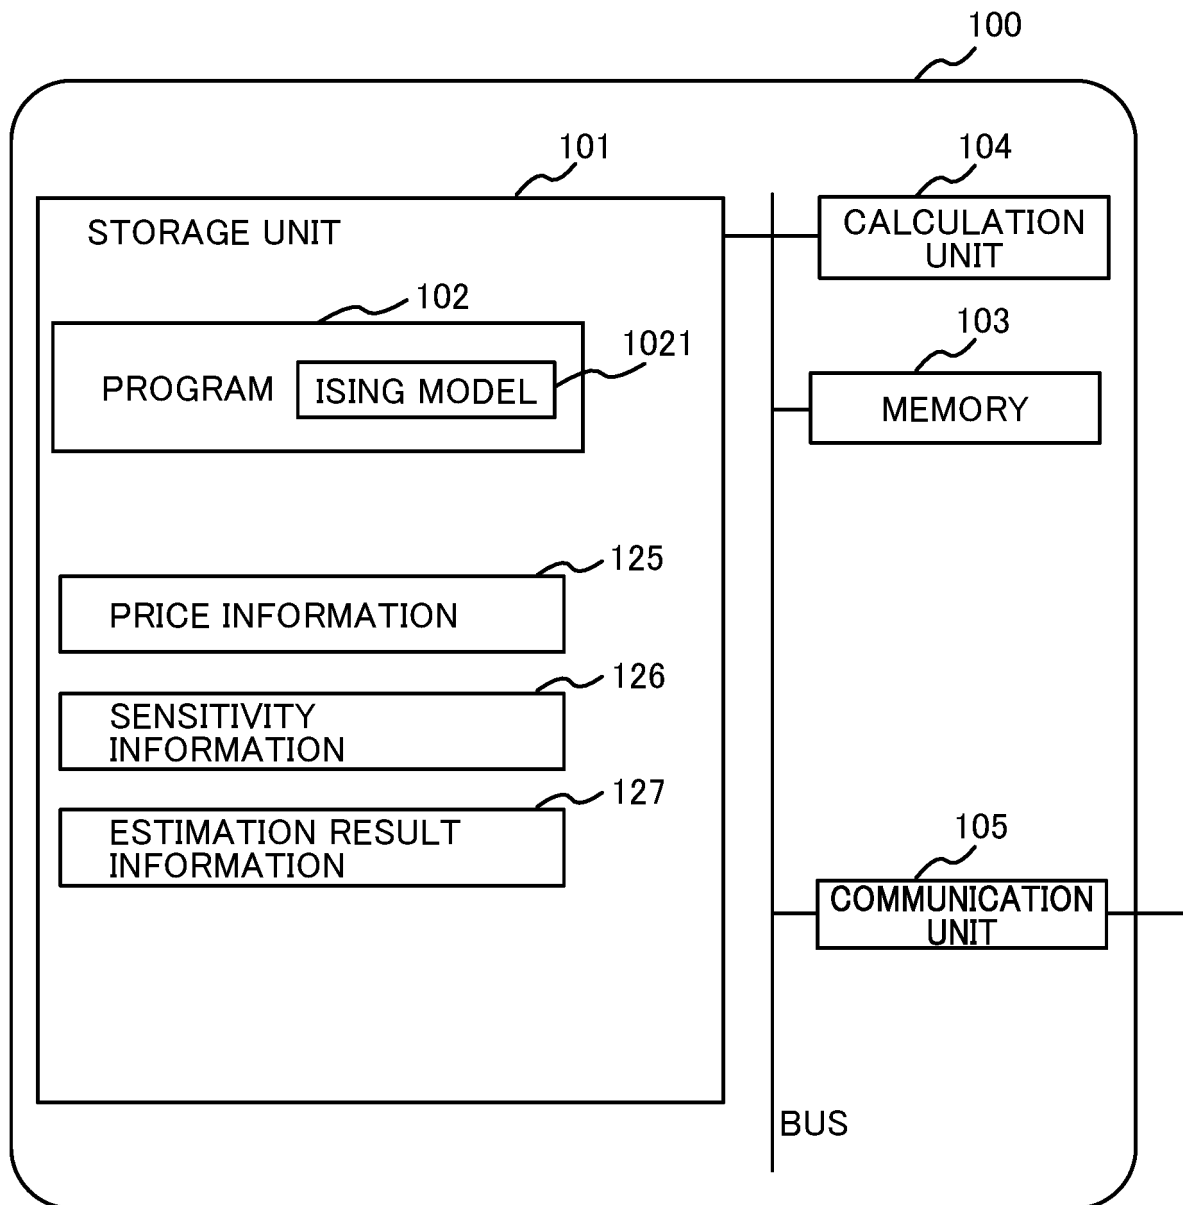 100
101
104
STORAGE UNIT
CALCULATION
UNIT
102
103
1021
PROGRAM
ISING MODEL
MEMORY
125
PRICE INFORMATION
126
SENSITIVITY
INFORMATION
127
ESTIMATION RESULT
INFORMATION
105
COMMUNICATION
UNIT
BUS